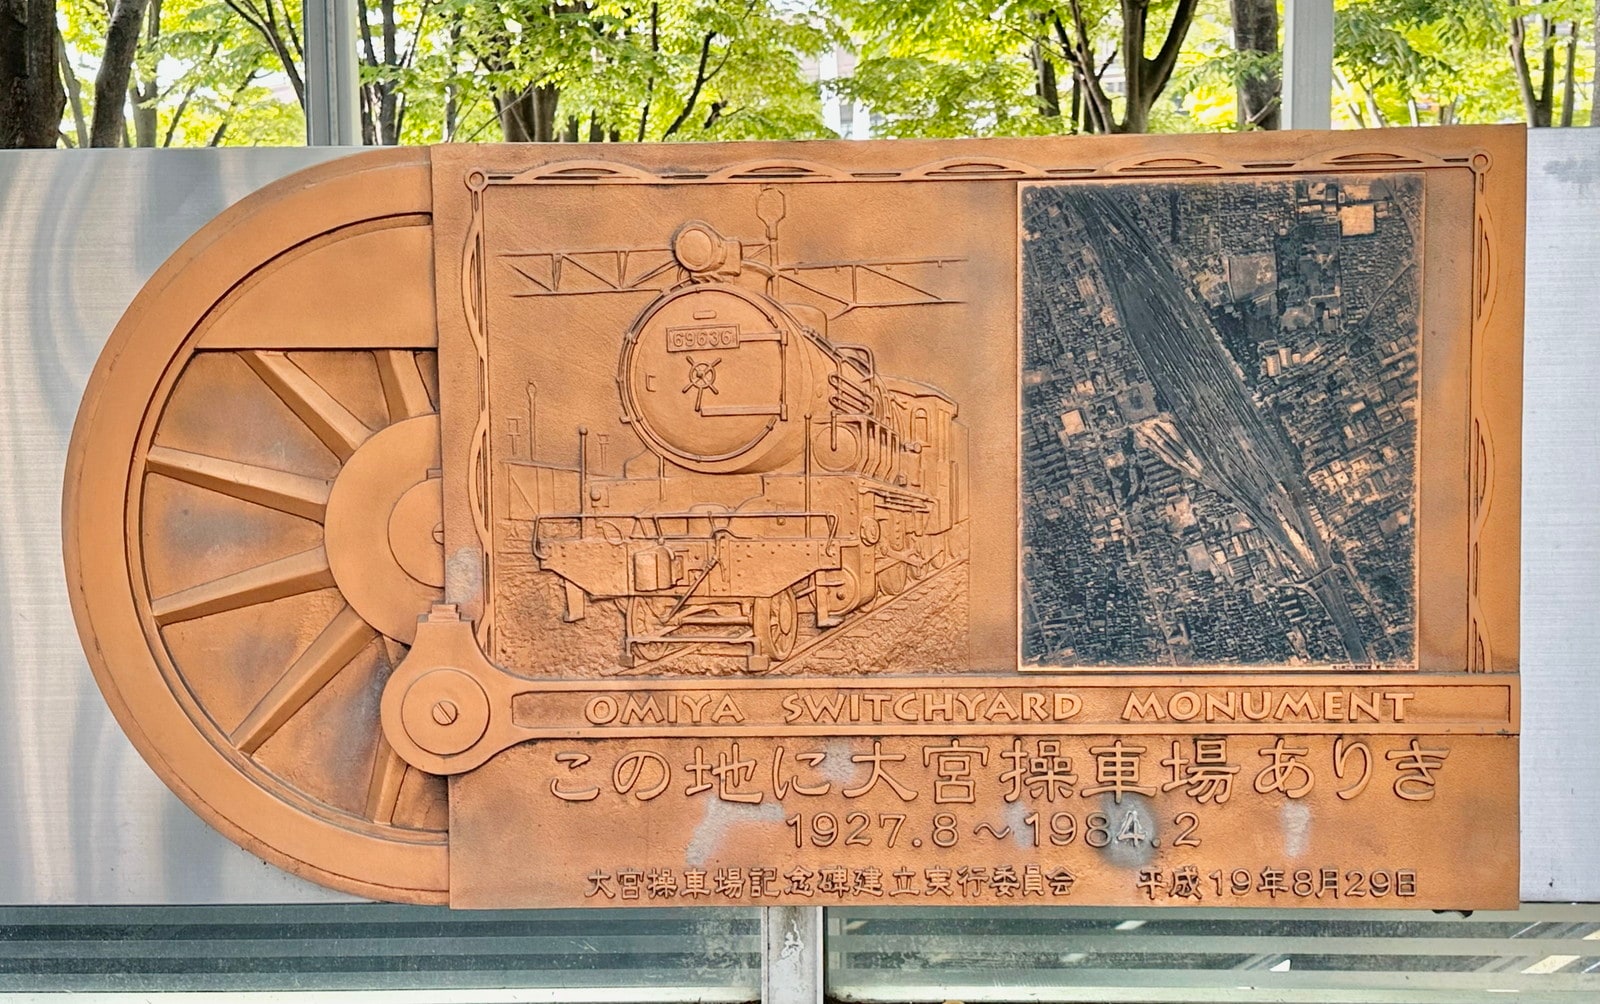 69636
OMIYA SWITCHYARD MONUMENT
この地に大宮操車場ありき
1927.8～1984.2
大宮操車場記念碑建立実行委員会 平成19年8月29日